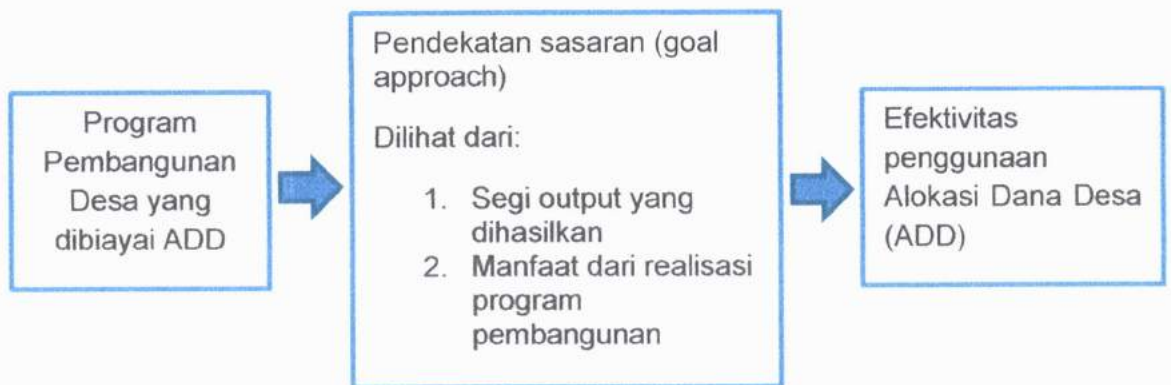 Program
Pembangunan
Desa yang
dibiayai ADD
Pendekatan sasaran (goal
approach)
Dilihat dari:
1. Segi output yang
dihasilkan
2. Manfaat dari realisasi
program
pembangunan
Efektivitas
penggunaan
Alokasi Dana Desa
(ADD)